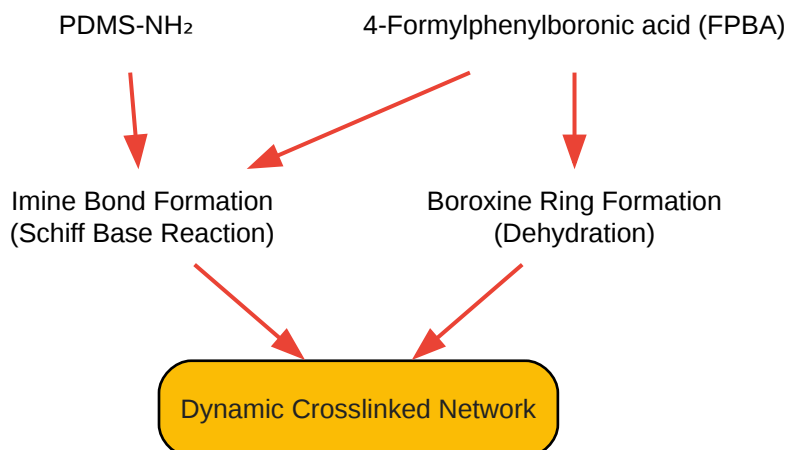 PDMS-NH₂
4-Formylphenylboronic acid (FPBA)
Imine Bond Formation
(Schiff Base Reaction)
Boroxine Ring Formation
(Dehydration)
Dynamic Crosslinked Network